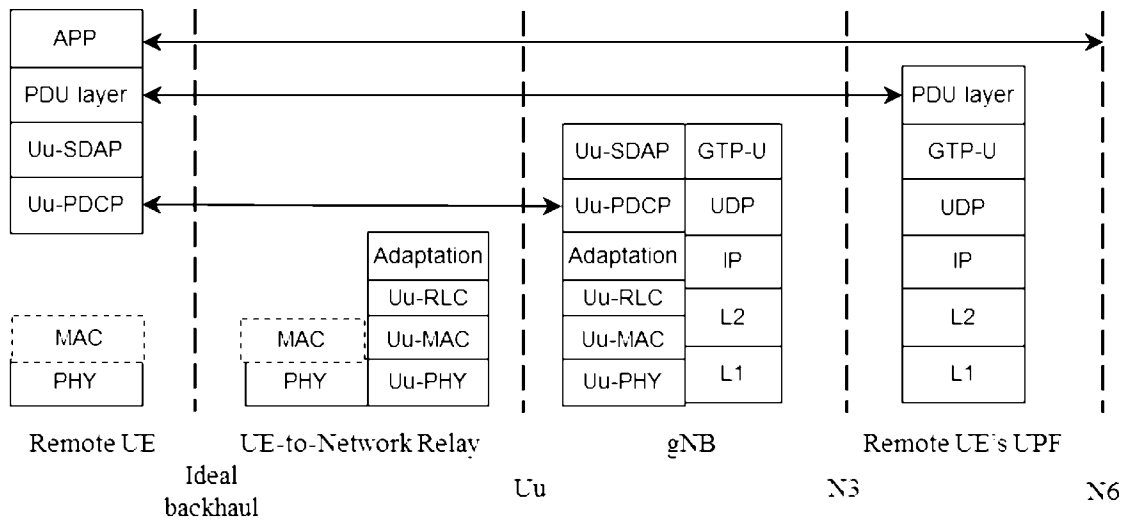 APP
PDU layer
PDU layer
Uu-SDAP
Uu-SDAP
GTP-U
GTP-U
Uu-PDCP
Uu-PDCP
UDP
UDP
Adaptation
Adaptation
IP
IP
Uu-RLC
Uu-RLC
MAC
MAC
Uu-MAC
Uu-MAC
L2
L2
PHY
PHY
Uu-PHY
Uu-PHY
L1
L1
Remote UE
UE-to-Network Relay
gNB
Remote UE's UPF
Ideal
backhaul
Uu
N3
N6